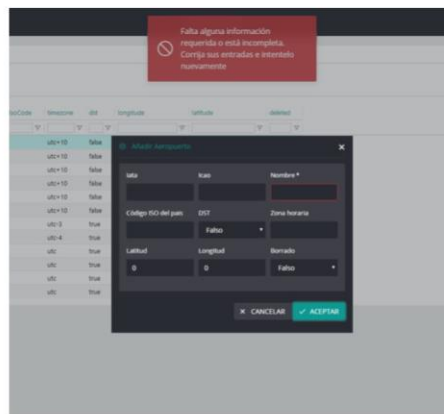 Falta alguna información
requerida o está incompleta.
Corrija sus entradas e intentelo
nuevamente
isoCode timezone dst longitude latitude deleted
utc+10 false
utc+10 false
utc+10 false
utc+10 false
utc+10 false
utc+10 false
utc-3 true
utc-4 true
utc true
utc true
utc true
utc true
Añadir Aeropuerto ×
Iata Icao Nombre *
Código ISO del país DST Zona horaria
Falso
Latitud Longitud Borrado
0 0 Falso
× CANCELAR ✓ ACEPTAR